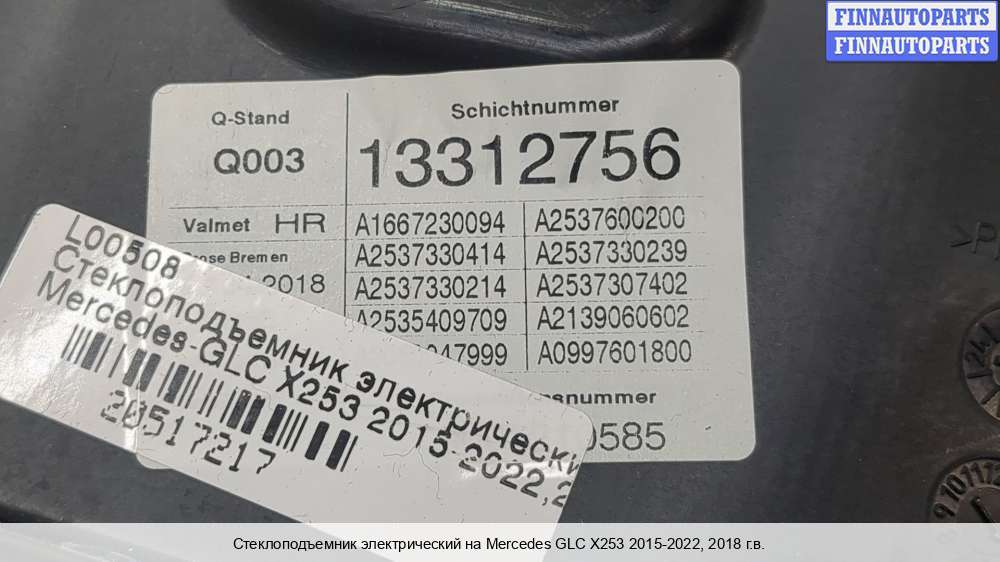 FINNAUTOPARTS
FINNAUTOPARTS
Q-Stand
Q003
Schichtnummer
13312756
Valmet HR
A1667230094 A2537600200
Bremen
A2537330414 A2537330239
2018
A2537330214 A2537307402
A2535409709 A2139060602
A0997601800
L00508
Стеклоподъемник электрически
Mercedes-GLC X253 2015-2022,
20517217
Стеклоподъемник электрический на Mercedes GLC X253 2015-2022, 2018 г.в.